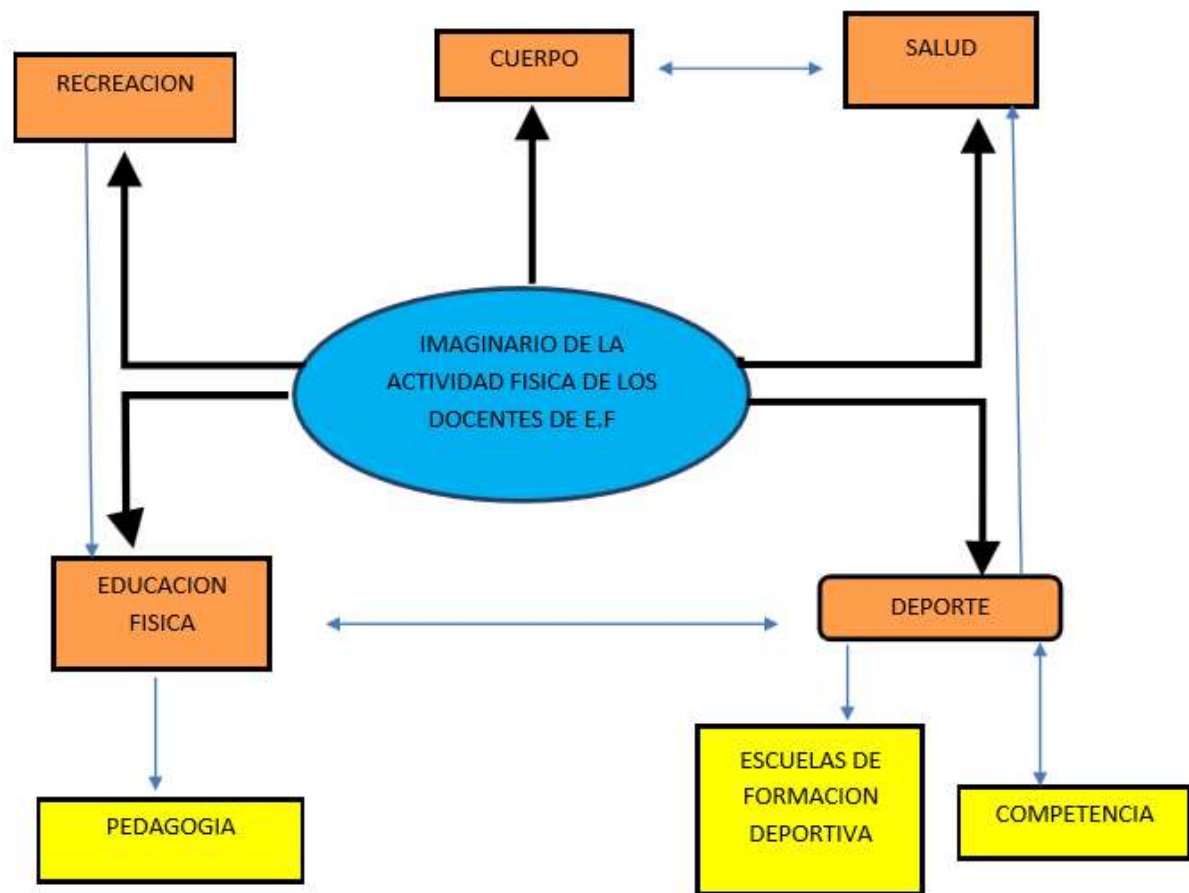 RECREACION
CUERPO
SALUD
IMAGINARIO DE LA
ACTIVIDAD FISICA DE LOS
DOCENTES DE E.F
EDUCACION
FISICA
DEPORTE
PEDAGOGIA
ESCUELAS DE
FORMACION
DEPORTIVA
COMPETENCIA